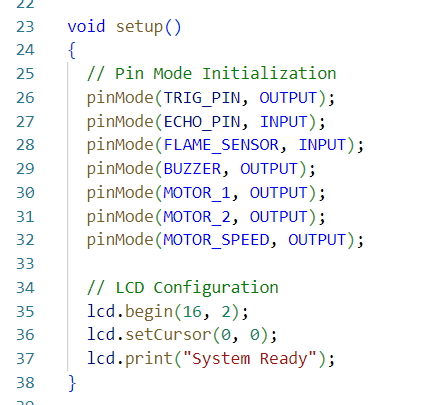 22
23 void setup()
24 {
25 // Pin Mode Initialization
26 pinMode(TRIG_PIN, OUTPUT);
27 pinMode(ECHO_PIN, INPUT);
28 pinMode(FLAME_SENSOR, INPUT);
29 pinMode(BUZZER, OUTPUT);
30 pinMode(MOTOR_1, OUTPUT);
31 pinMode(MOTOR_2, OUTPUT);
32 pinMode(MOTOR_SPEED, OUTPUT);
33
34 // LCD Configuration
35 lcd.begin(16, 2);
36 lcd.setCursor(0, 0);
37 lcd.print("System Ready");
38 }